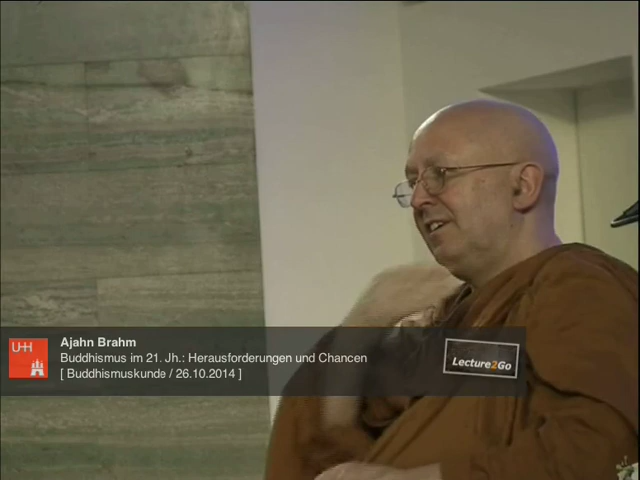 UHH
Ajahn Brahm
Buddhismus im 21. Jh.: Herausforderungen und Chancen
[ Buddhismuskunde / 26.10.2014 ]
Lecture2Go